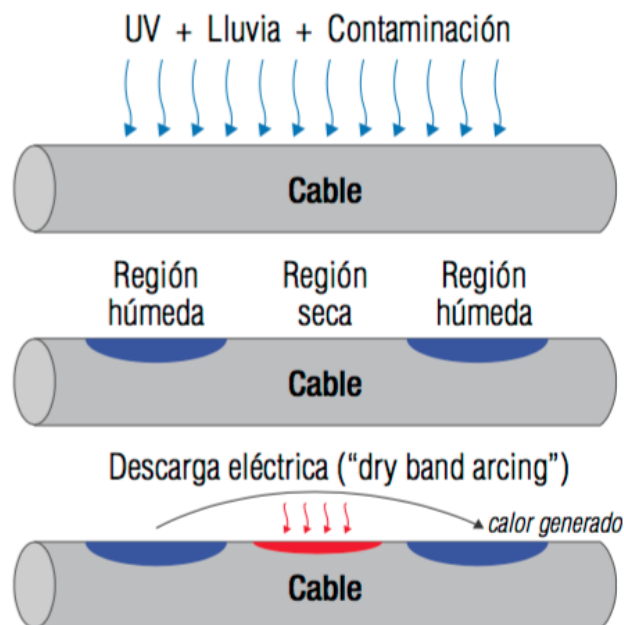 UV + Lluvia + Contaminación
Cable
Región húmeda
Región seca
Región húmeda
Cable
Descarga eléctrica (“dry band arcing”)
calor generado
Cable